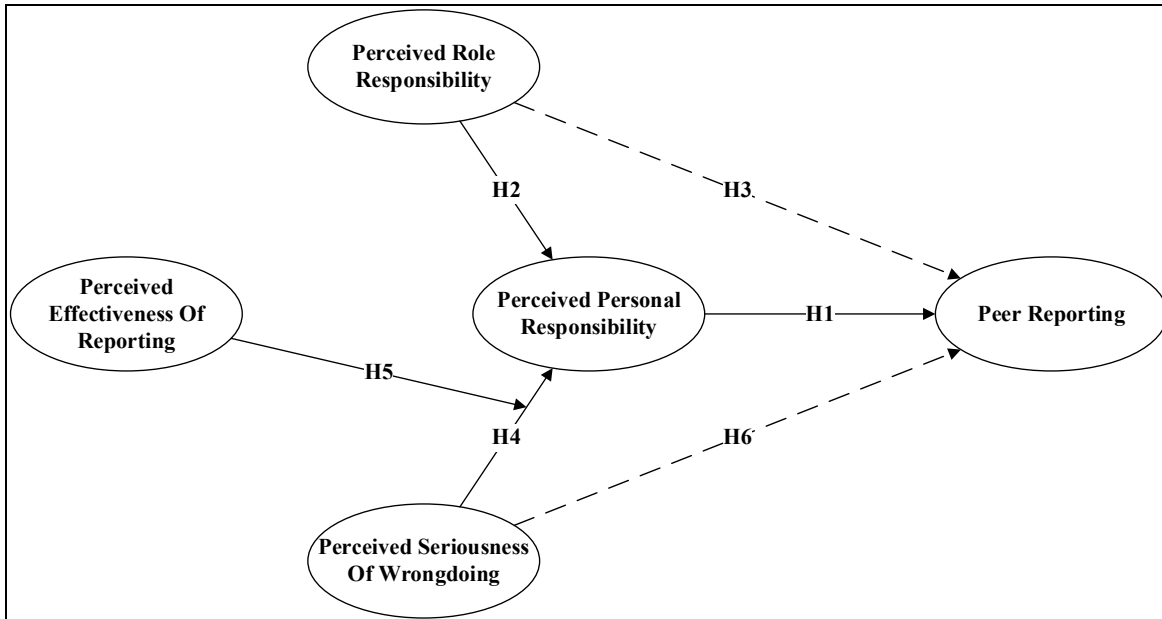 Perceived Role
Responsibility
H2
H3
Perceived
Effectiveness Of
Reporting
Perceived Personal
Responsibility
H1
Peer Reporting
H5
H4
H6
Perceived Seriousness
Of Wrongdoing